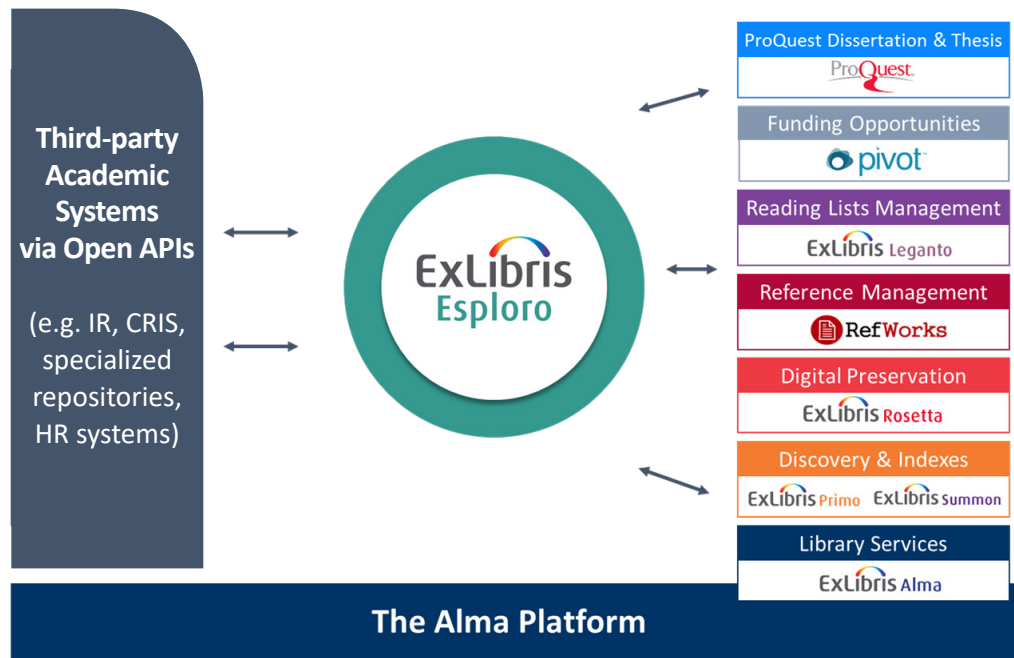 Third-party
Academic
Systems
via Open APIs
(e.g. IR, CRIS,
specialized
repositories,
HR systems)
ExLibris
Esploro
ProQuest Dissertation & Thesis
ProQuest
Funding Opportunities
pivot
Reading Lists Management
ExLibris Leganto
Reference Management
RefWorks
Digital Preservation
ExLibris Rosetta
Discovery & Indexes
ExLibris Primo ExLibris Summon
Library Services
ExLibris Alma
The Alma Platform